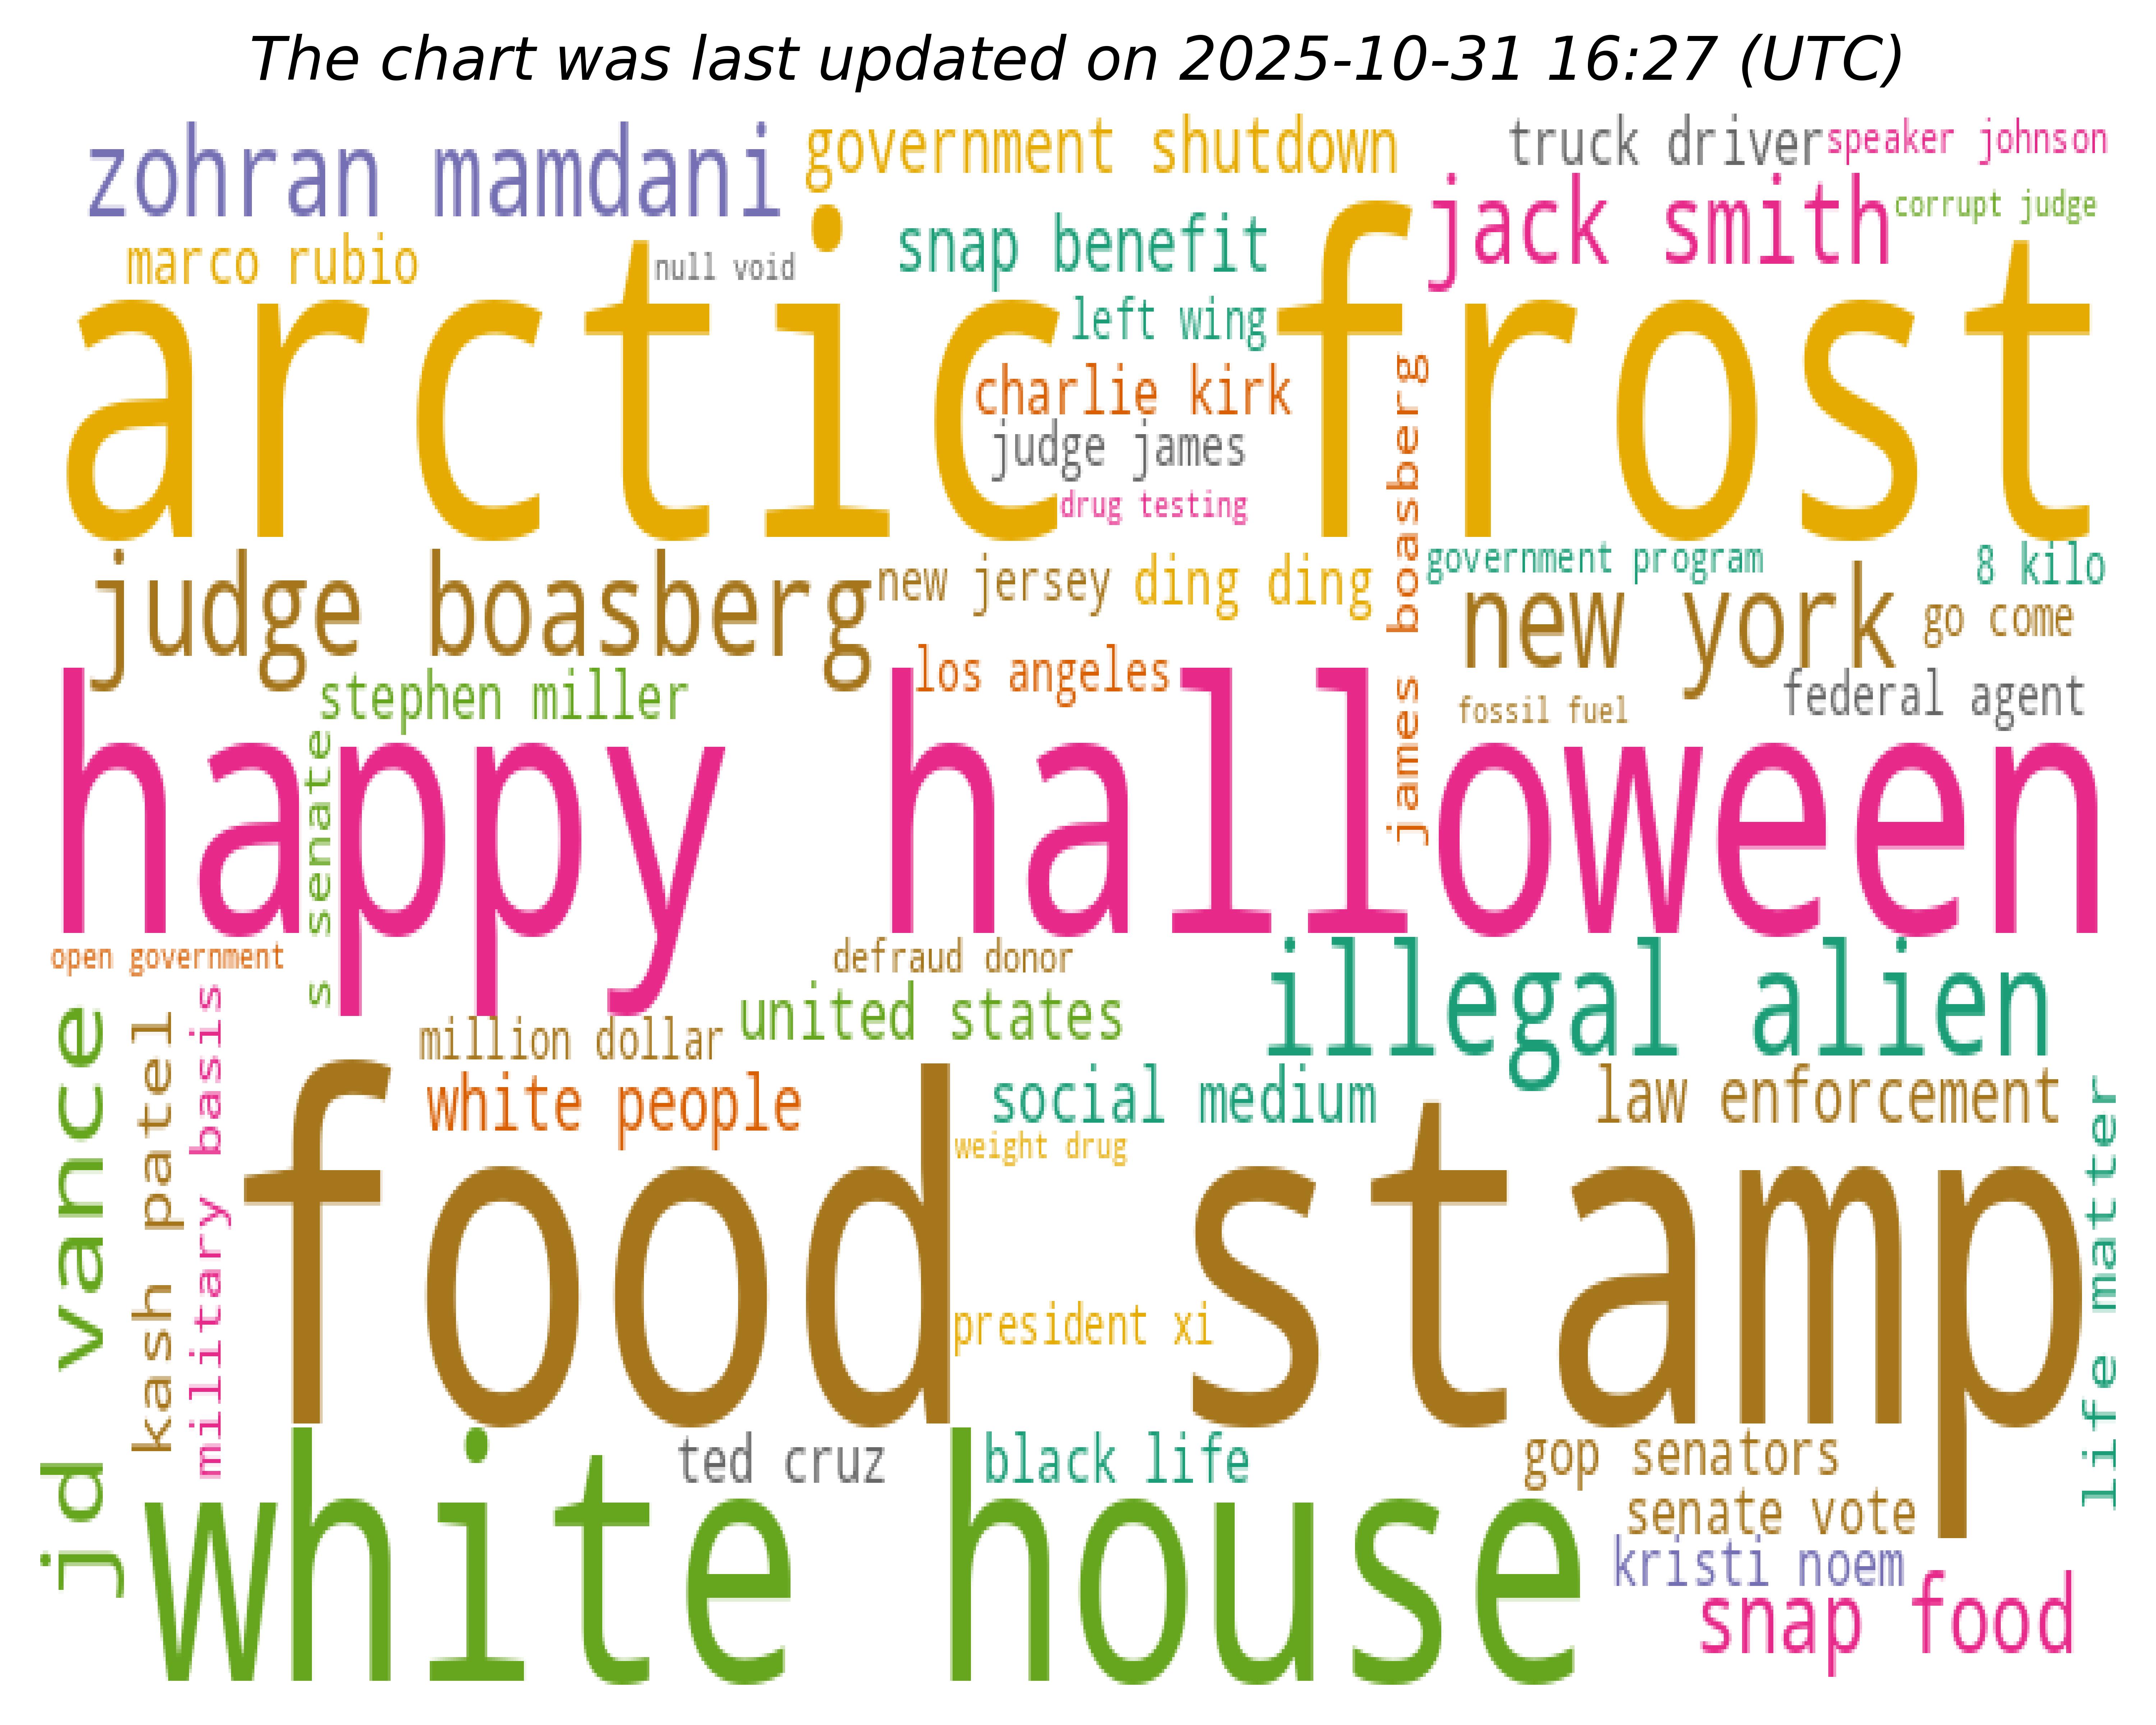 The chart was last updated on 2025-10-31 16:27 (UTC)
zohran mamdani
government shutdown
truck driver
speaker johnson
jack smith
corrupt judge
marco rubio
null void
snap benefit
arctic frost
left wing
charlie kirk
judge james
drug testing
james boasberg
judge boasberg
new jersey
ding ding
government program
8 kilo
new york
go come
stephen miller
los angeles
fossil fuel
federal agent
happy halloween
s senate
open government
defraud donor
illegal alien
united states
million dollar
jd vance
kash patel
military basis
white people
social medium
law enforcement
life matter
weight drug
food stamp
president xi
ted cruz
black life
gop senators
white house
senate vote
kristi noem
snap food